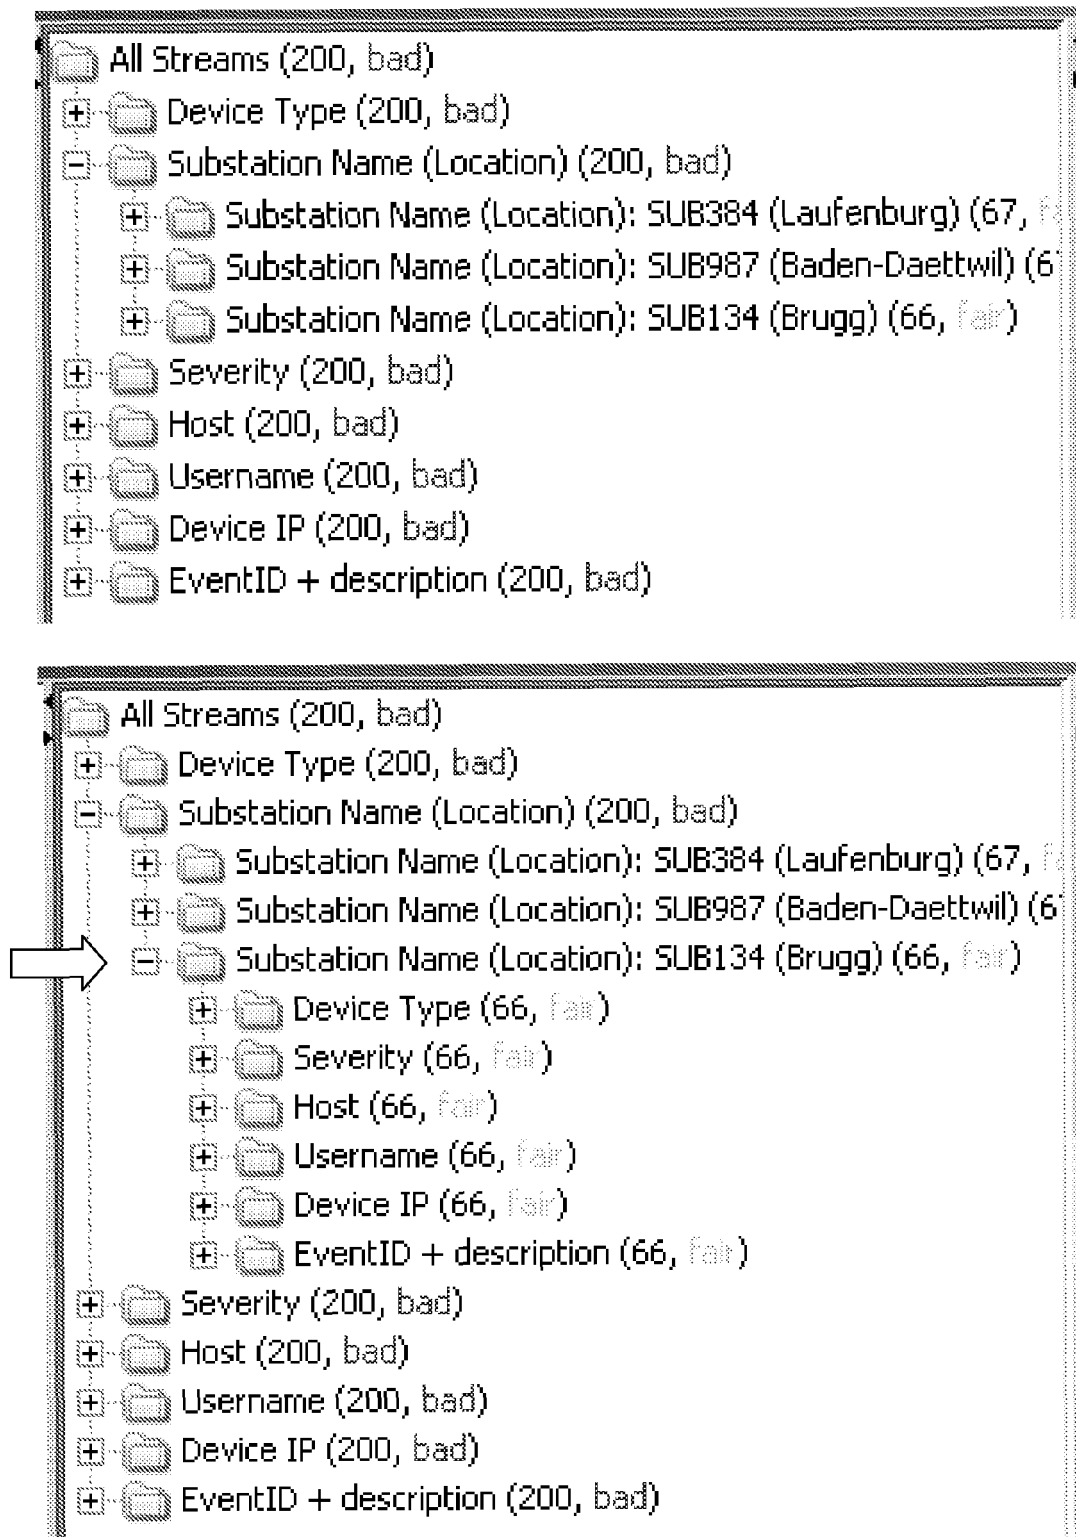 All Streams (200, bad)
Device Type (200, bad)
Substation Name (Location) (200, bad)
Substation Name (Location): SUB384 (Laufenburg) (67,
Substation Name (Location): SUB987 (Baden-Daettwil) (6
Substation Name (Location): SUB134 (Brugg) (66, fair)
Severity (200, bad)
Host (200, bad)
Username (200, bad)
Device IP (200, bad)
EventID + description (200, bad)
All Streams (200, bad)
Device Type (200, bad)
Substation Name (Location) (200, bad)
Substation Name (Location): SUB384 (Laufenburg) (67,
Substation Name (Location): SUB987 (Baden-Daettwil) (6
Substation Name (Location): SUB134 (Brugg) (66, fair)
Device Type (66, fair)
Severity (66, fair)
Host (66, fair)
Username (66, fair)
Device IP (66, fair)
EventID + description (66, fair)
Severity (200, bad)
Host (200, bad)
Username (200, bad)
Device IP (200, bad)
EventID + description (200, bad)